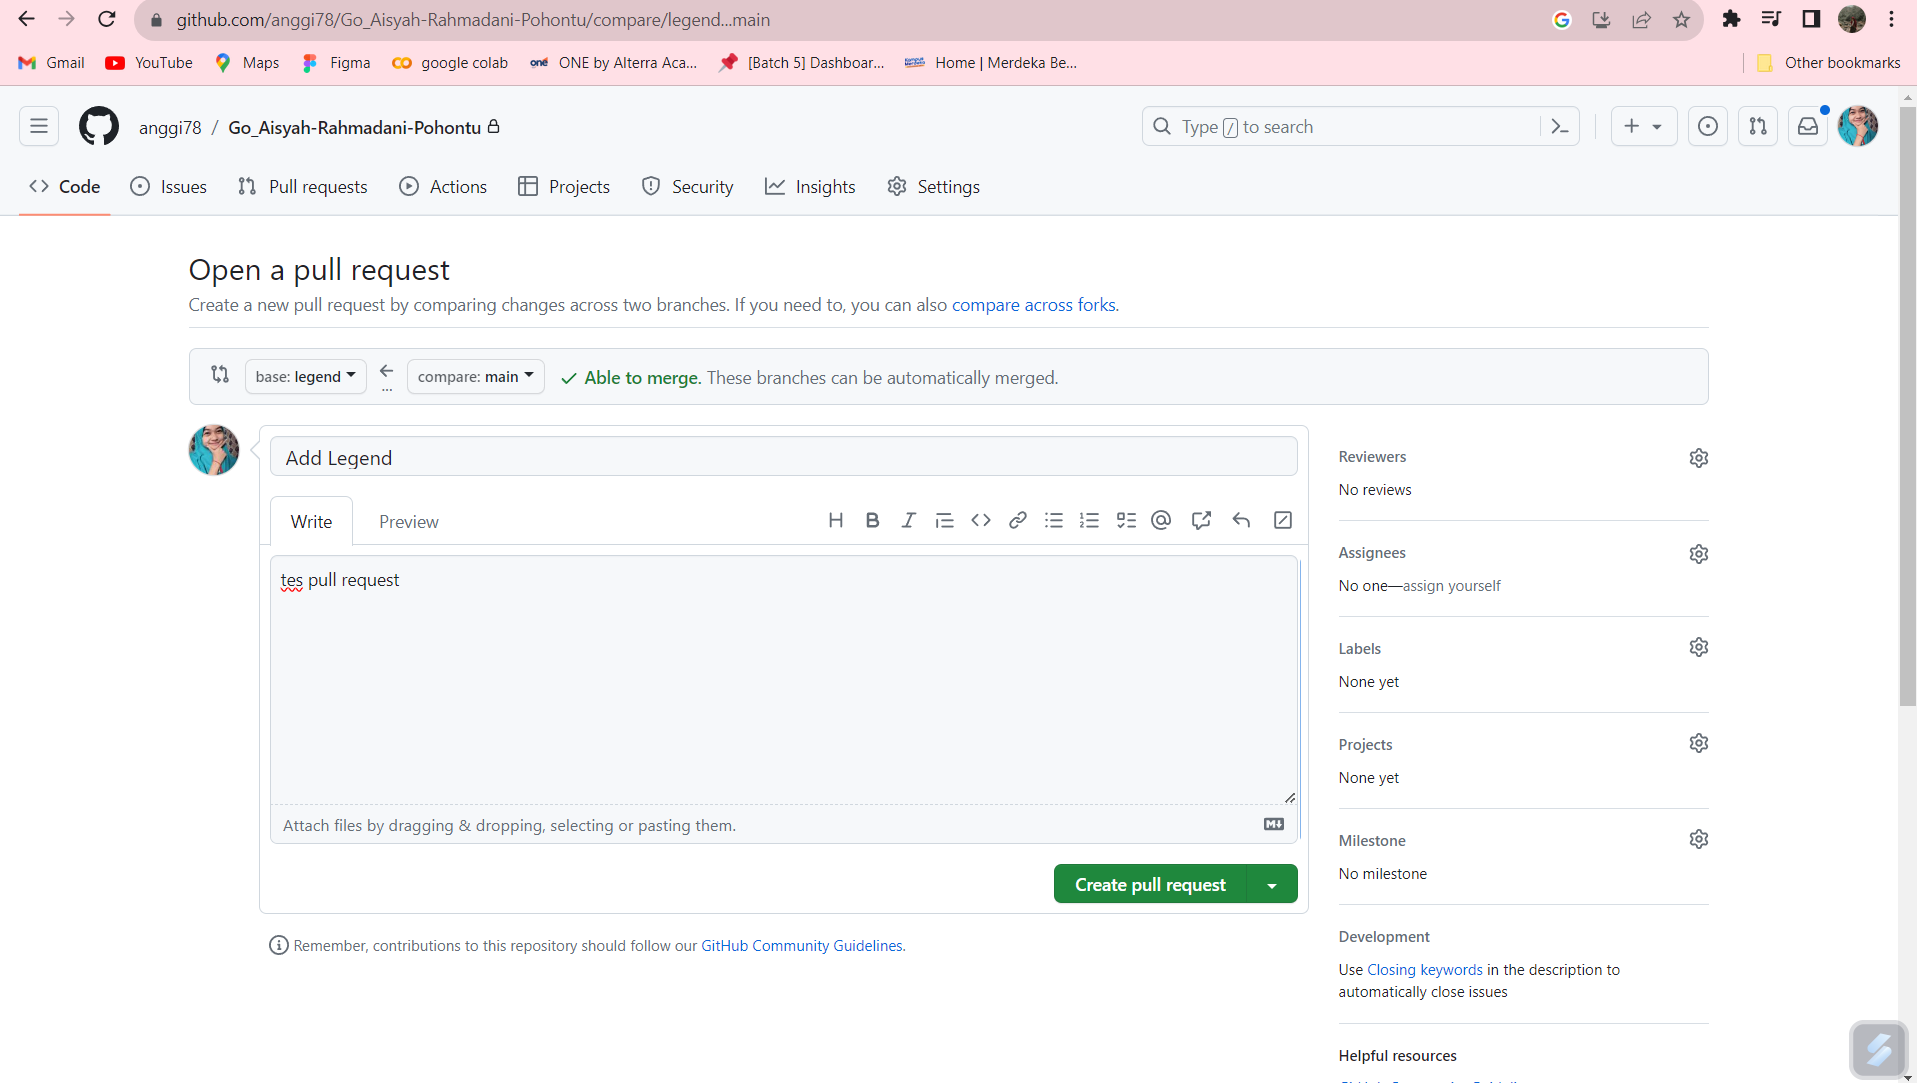 github.com/anggi78/Go_Aisyah-Rahmadani-Pohontu/compare/legend...main
Gmail YouTube Maps Figma google colab ONE by Alterra Aca... [Batch 5] Dashboar... Home | Merdeka Be... Other bookmarks
anggi78 / Go_Aisyah-Rahmadani-Pohontu Type / to search
Code Issues Pull requests Actions Projects Security Insights Settings
Open a pull request
Create a new pull request by comparing changes across two branches. If you need to, you can also compare across forks.
base: legend ... compare: main Able to merge. These branches can be automatically merged.
Add Legend
Write Preview
tes pull request
Attach files by dragging & dropping, selecting or pasting them.
Create pull request
Remember, contributions to this repository should follow our GitHub Community Guidelines.
Reviewers
No reviews
Assignees
No one—assign yourself
Labels
None yet
Projects
None yet
Milestone
No milestone
Development
Use Closing keywords in the description to
automatically close issues
Helpful resources